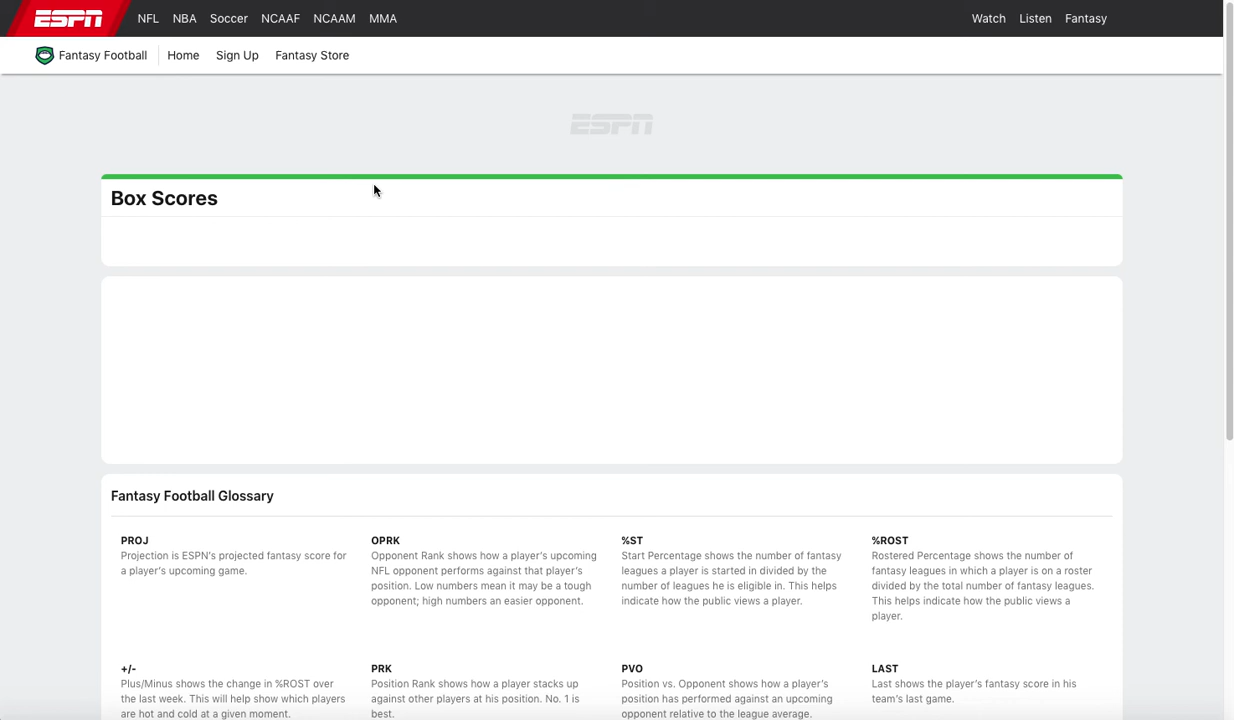 ESPN NFL NBA Soccer NCAAF NCAAM MMA Watch Listen Fantasy
Fantasy Football Home Sign Up Fantasy Store
ESPN
Box Scores
Fantasy Football Glossary
PROJ
Projection is ESPN's projected fantasy score for
a player's upcoming game.
OPRK
Opponent Rank shows how a player's upcoming
NFL opponent performs against that player's
position. Low numbers mean it may be a tough
opponent; high numbers an easier opponent.
%ST
Start Percentage shows the number of fantasy
leagues a player is started in divided by the
number of leagues he is eligible in. This helps
indicate how the public views a player.
%ROST
Rostered Percentage shows the number of
fantasy leagues in which a player is on a roster
divided by the total number of fantasy leagues.
This helps indicate how the public views a
player.
+/-
Plus/Minus shows the change in %ROST over
the last week. This will help show which players
are hot and cold at a given moment.
PRK
Position Rank shows how a player stacks up
against other players at his position. No. 1 is
best.
PVO
Position vs. Opponent shows how a player's
position has performed against an upcoming
opponent relative to the league average.
LAST
Last shows the player's fantasy score in his
team's last game.